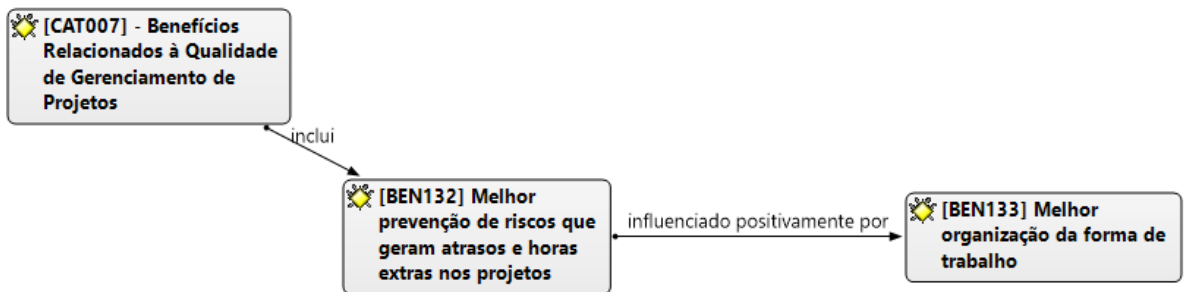 [CAT007] - Benefícios
Relacionados à Qualidade
de Gerenciamento de
Projetos
inclui
[BEN132] Melhor
prevenção de riscos que
geram atrasos e horas
extras nos projetos
influenciado positivamente por
[BEN133] Melhor
organização da forma de
trabalho